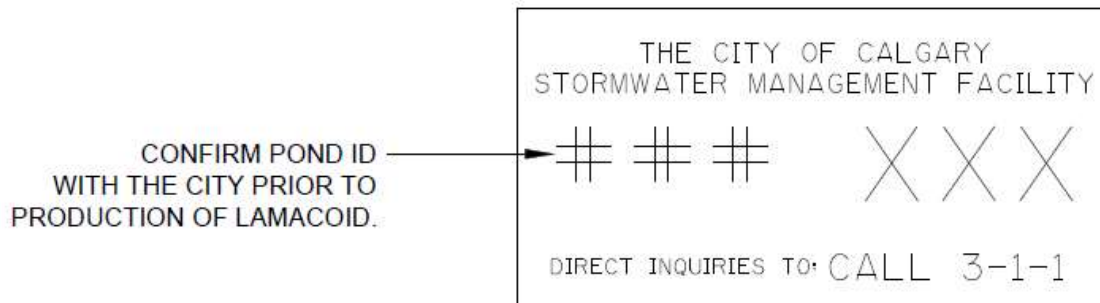 THE CITY OF CALGARY
STORMWATER MANAGEMENT FACILITY
CONFIRM POND ID
WITH THE CITY PRIOR TO
PRODUCTION OF LAMACOID.
# # # X X X
DIRECT INQUIRIES TO: CALL 3-1-1